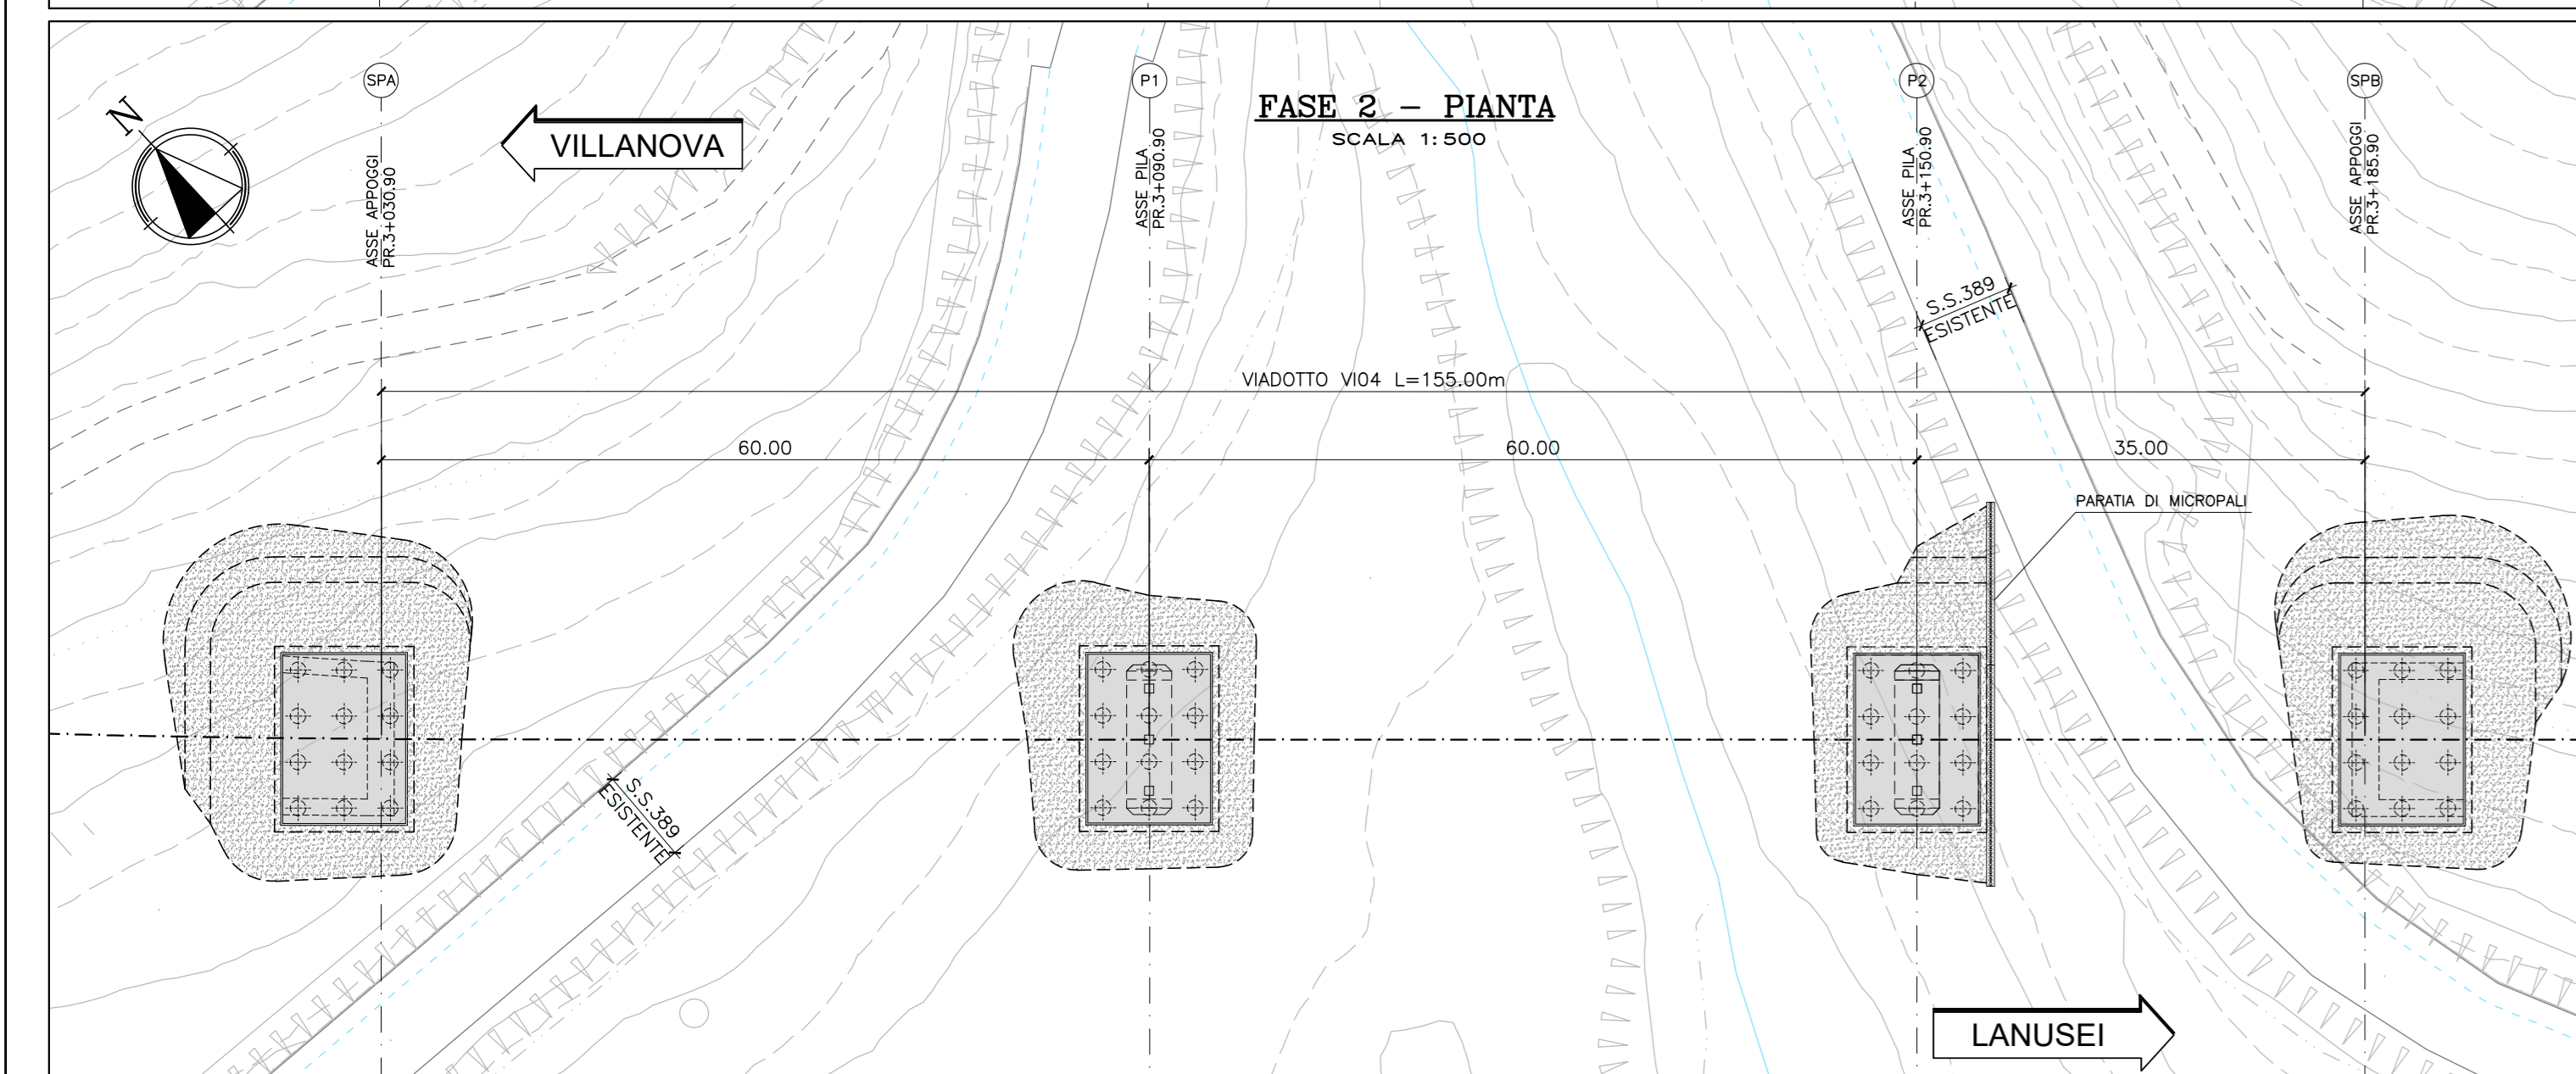 SPA
P1
P2
SPB
N
VILLANOVA
FASE 2 - PIANTA
SCALA 1:500
ASSE APPOGGI
PR.3+030.90
ASSE PILA
PR.3+090.90
ASSE PILA
PR.3+150.90
ASSE APPOGGI
PR.3+185.90
S.S.389
ESISTENTE
VIADOTTO VI04 L=155.00m
60.00
60.00
35.00
PARATIA DI MICROPALI
S.S.389
ESISTENTE
LANUSEI